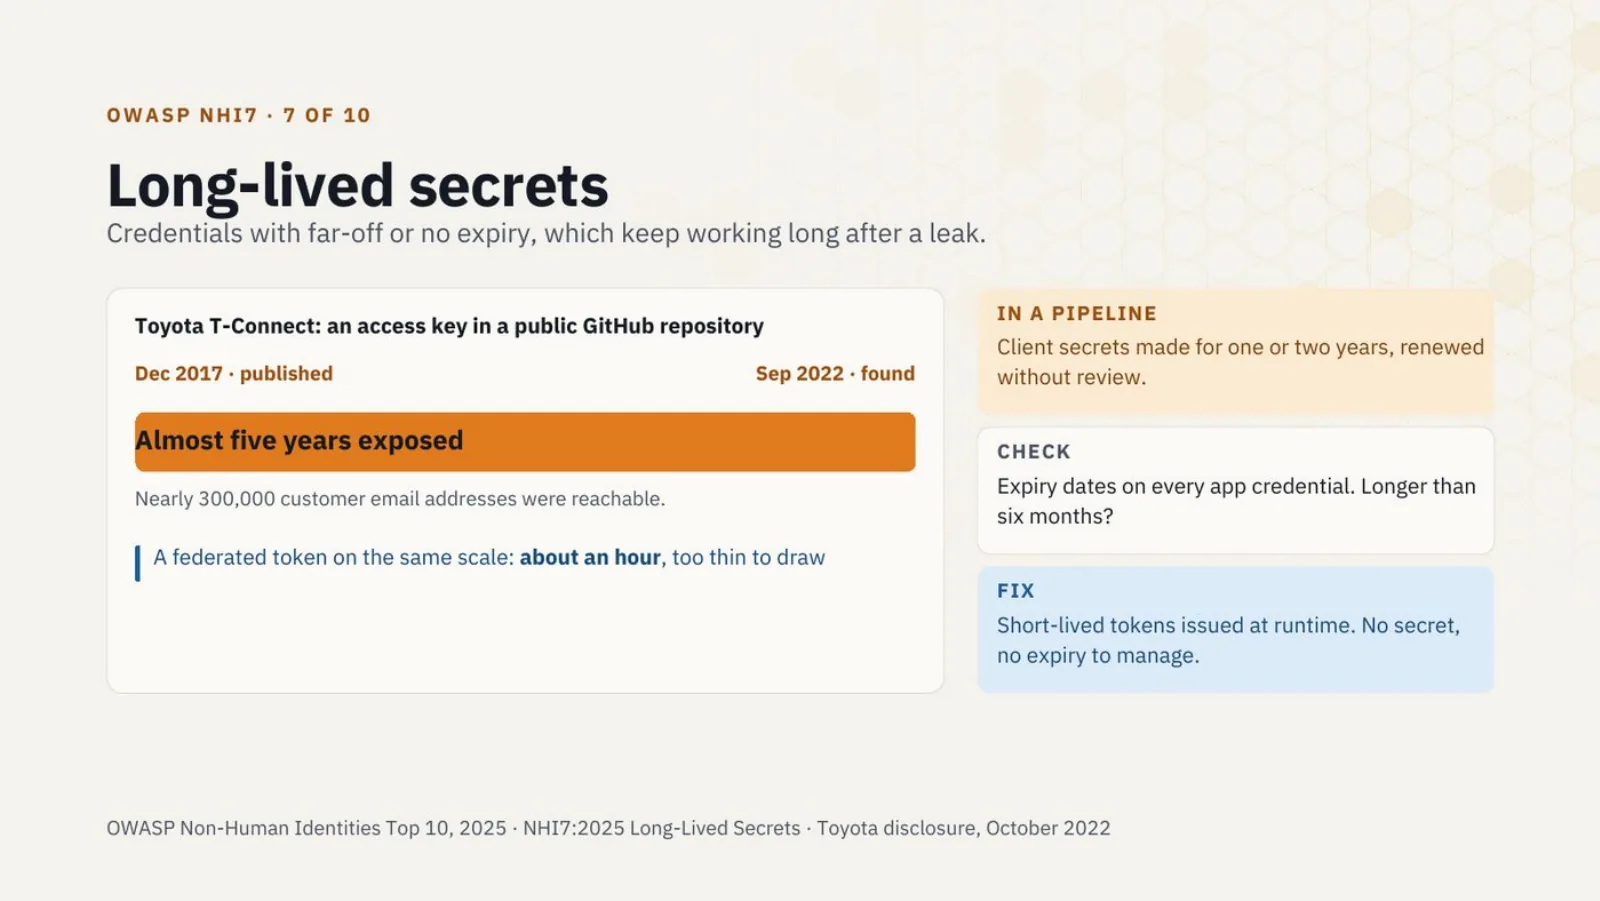 OWASP NHI7 · 7 OF 10
Long-lived secrets
Credentials with far-off or no expiry, which keep working long after a leak.
Toyota T-Connect: an access key in a public GitHub repository
Dec 2017 · published
Sep 2022 · found
Almost five years exposed
Nearly 300,000 customer email addresses were reachable.
A federated token on the same scale: about an hour, too thin to draw
IN A PIPELINE
Client secrets made for one or two years, renewed
without review.
CHECK
Expiry dates on every app credential. Longer than
six months?
FIX
Short-lived tokens issued at runtime. No secret,
no expiry to manage.
OWASP Non-Human Identities Top 10, 2025 · NHI7:2025 Long-Lived Secrets · Toyota disclosure, October 2022